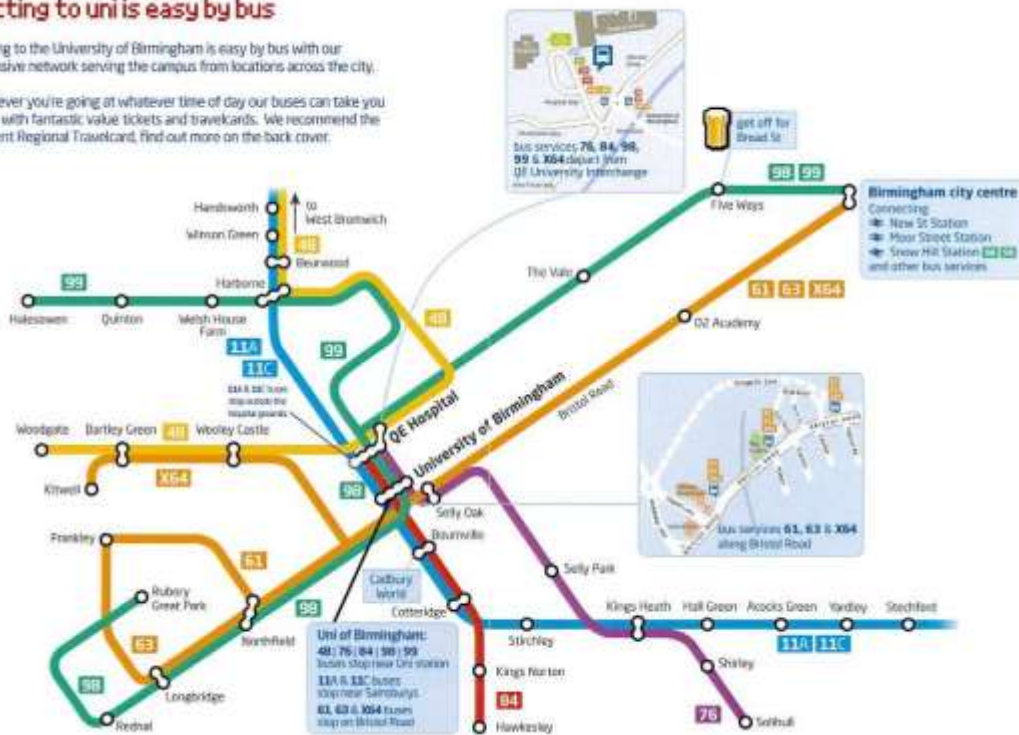 cting to uni is easy by bus
ng to the University of Birmingham is easy by bus with our
sive network serving the campus from locations across the city.
ever you're going at whatever time of day our buses can take you
with fantastic value tickets and travelcards. We recommend the
ent Regional Travelcard, find out more on the back cover.
bus services 76, 84, 98,
99 & X64 depart from
QE University Interchange
get off for
Broad St
98 99
Five Ways
Birmingham city centre
Connecting
New St Station
Moor Street Station
Snow Hill Station
and other bus services
Handsworth
to
West Bromwich
Winson Green
48
Bearwood
The Vale
Harborne
61 63 X64
99
48
Halesowen
Quinton
Welsh House
Farm
O2 Academy
99
11A
11C
11A & 11C buses
stop outside the
hospital grounds
Bristol Road
QE Hospital
University of Birmingham
Woodgate
Bartley Green
48
Wooley Castle
X64
Kitwell
98
Selly Oak
bus services 61, 63 & X64
along Bristol Road
Frankley
Bournville
61
Selly Park
Rubery
Great Park
Cadbury
World
98
Cotteridge
Kings Heath
Hall Green
Acocks Green
Yardley
Stechford
Northfield
Stirchley
11A 11C
63
Uni of Birmingham:
48 | 76 | 84 | 98 | 99
buses stop near Uni station
11A & 11C buses
stop near Sainsburys
61, 63 & X64 buses
stop on Bristol Road
Shirley
98
Longbridge
Kings Norton
84
76
Rednal
Hawkesley
Solihull